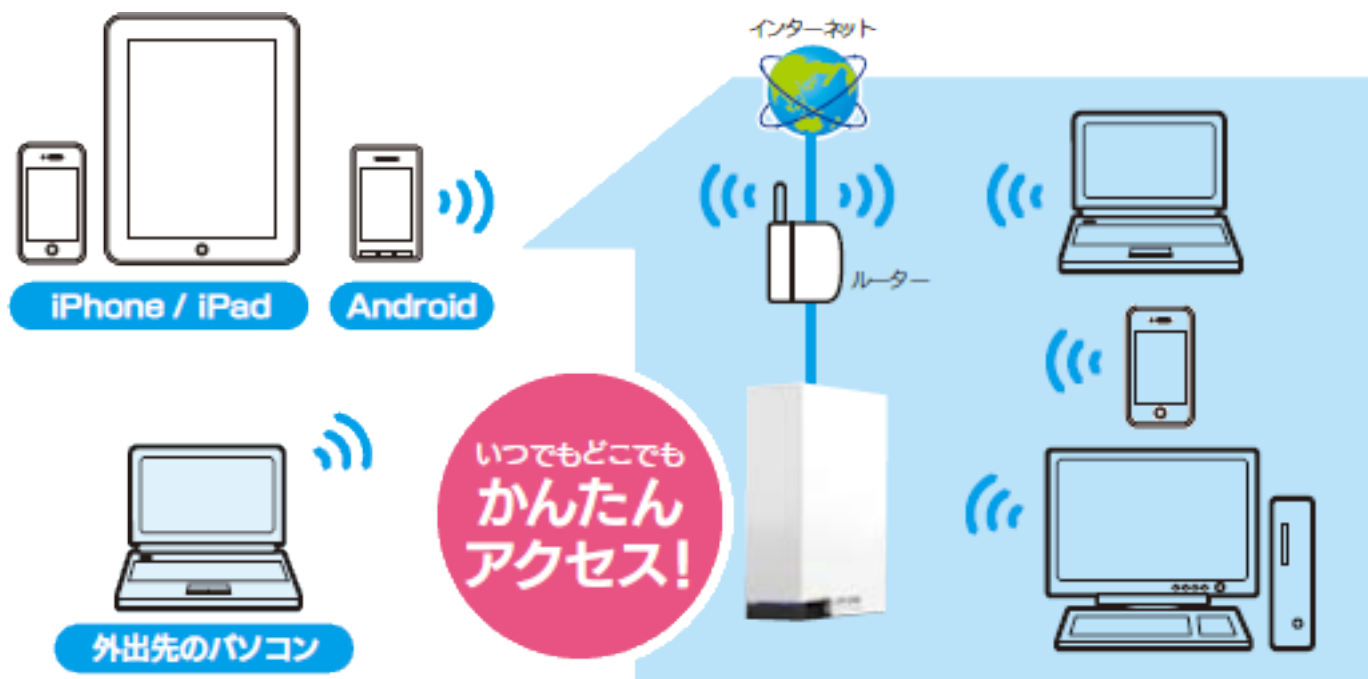 インターネット
ルーター
iPhone / iPad
Android
いつでもどこでも
かんたん
アクセス！
外出先のパソコン